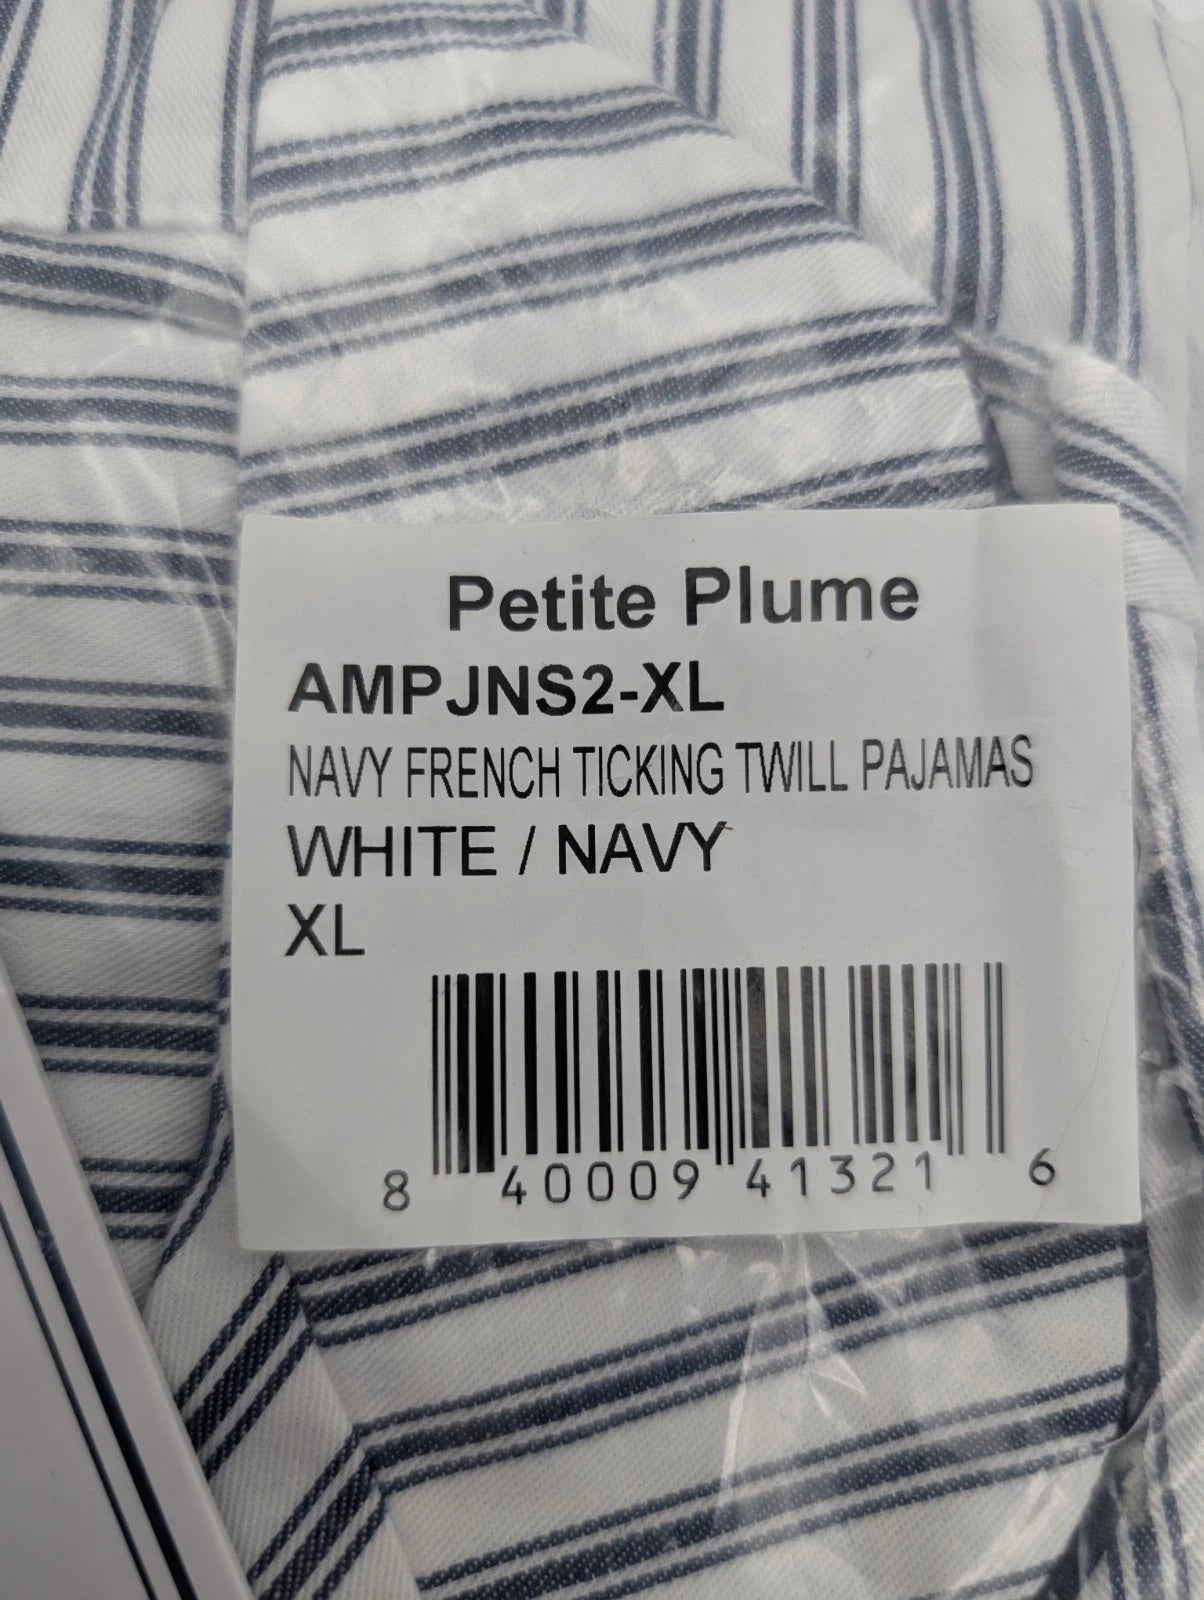 Petite Plume
AMPJNS2-XL
NAVY FRENCH TICKING TWILL PAJAMAS
WHITE / NAVY
XL
8 40009 41321 6